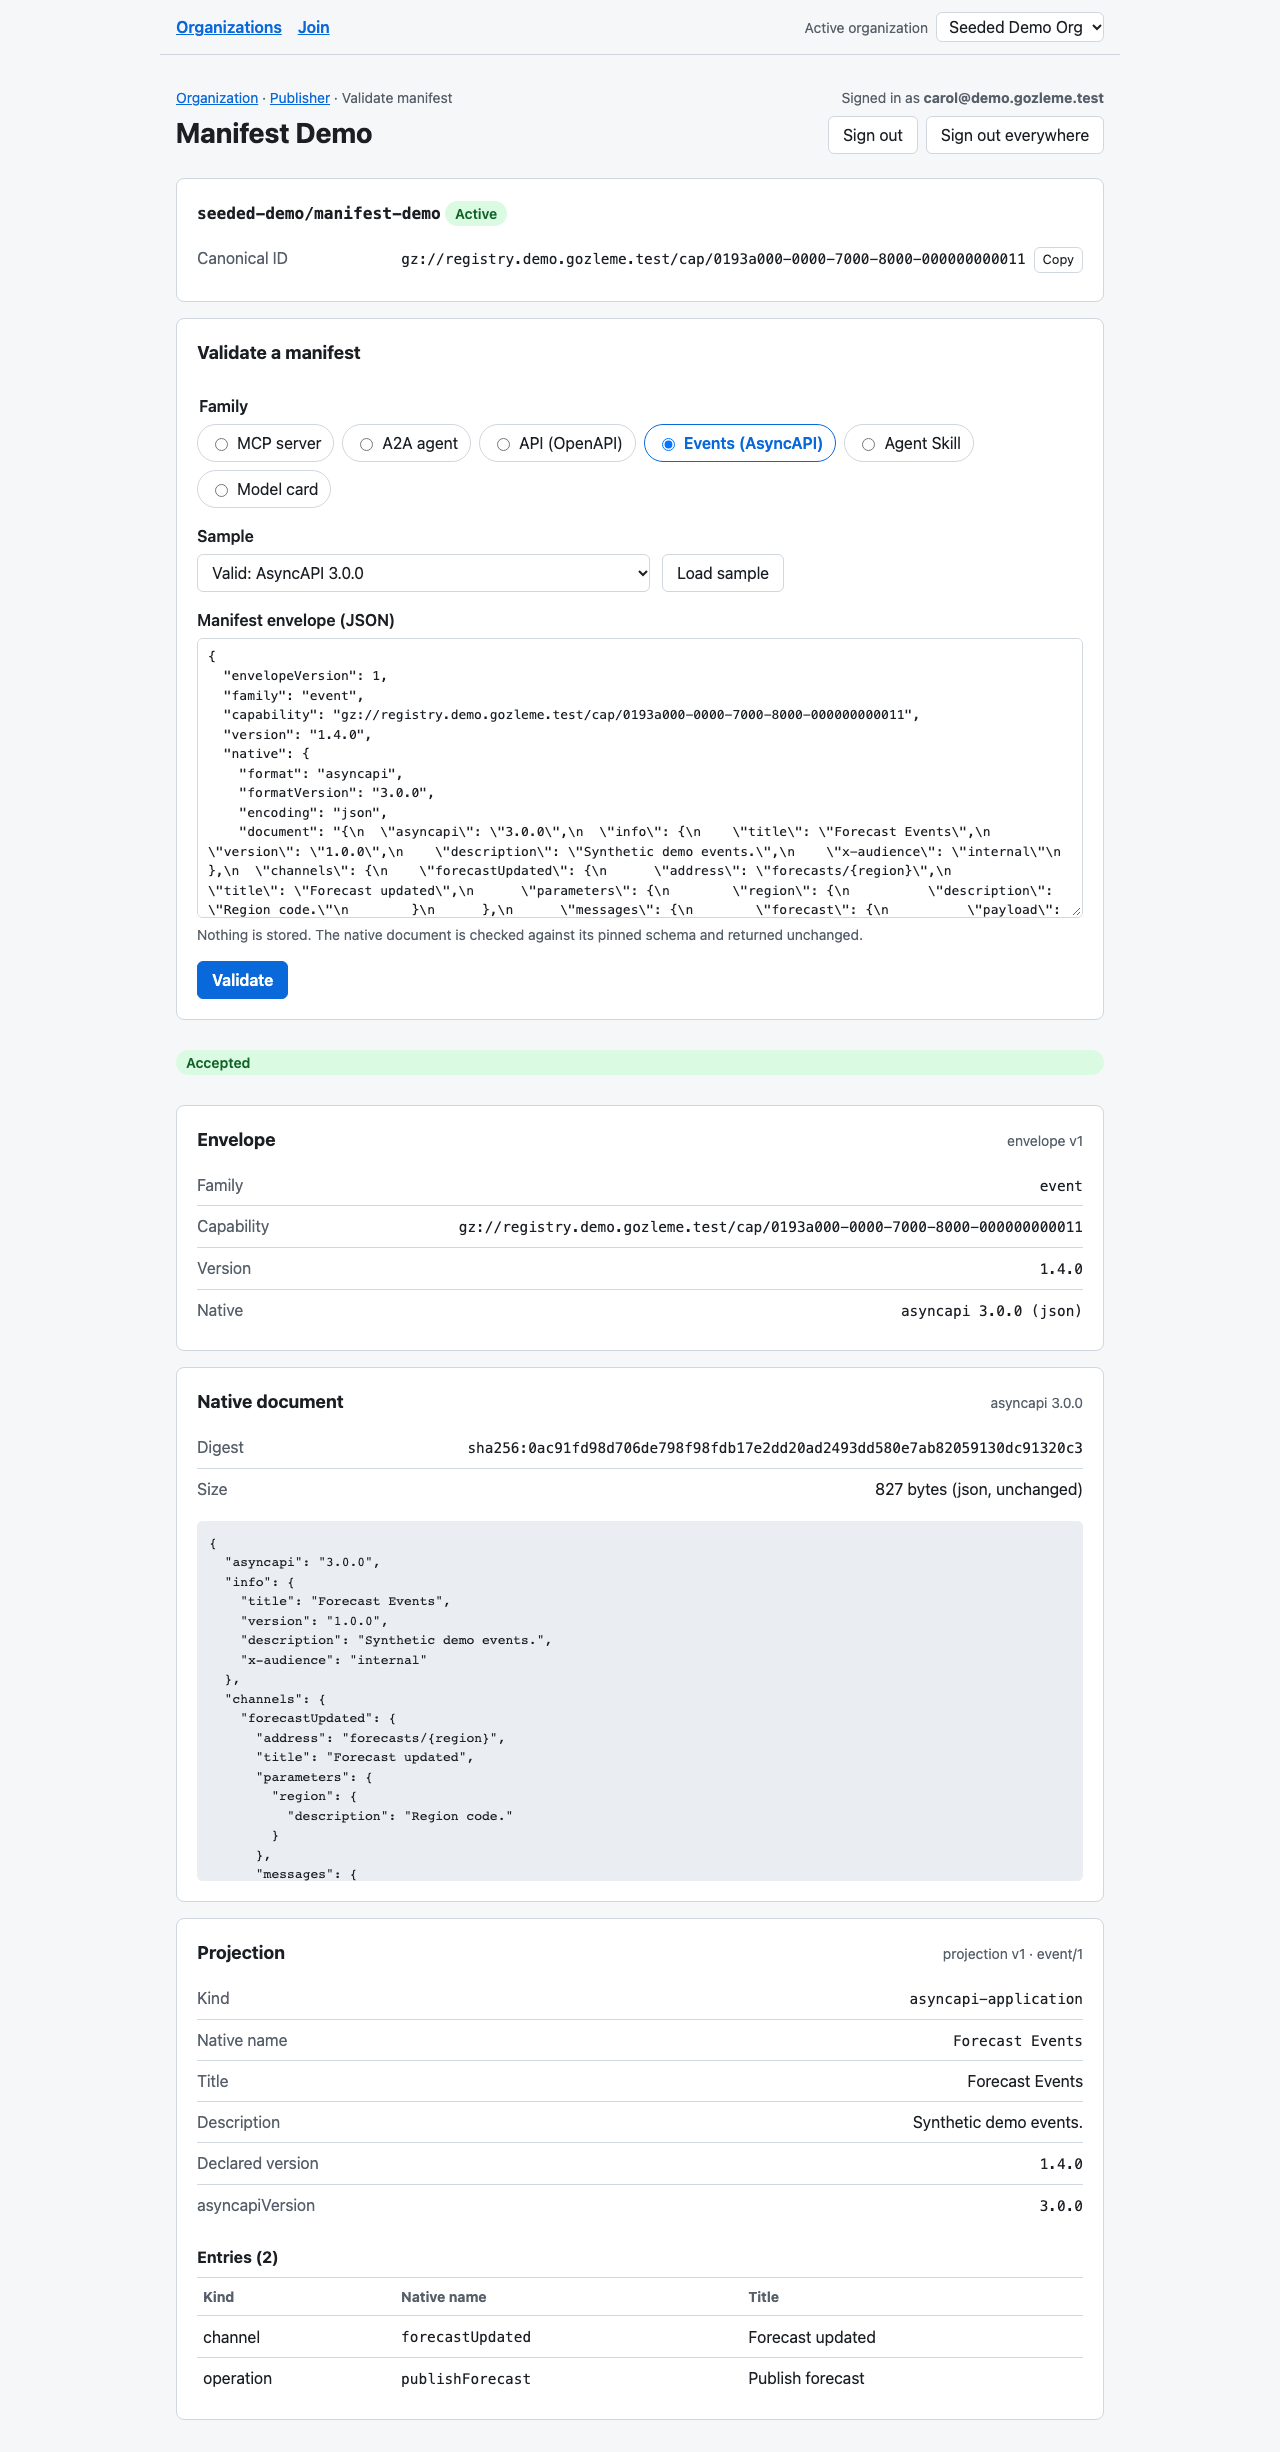 Organizations Join Active organization Seeded Demo Org
Organization · Publisher · Validate manifest Signed in as carol@demo.gozleme.test
Manifest Demo Sign out Sign out everywhere
seeded-demo/manifest-demo Active
Canonical ID gz://registry.demo.gozleme.test/cap/0193a000-0000-7000-8000-000000000011 Copy
Validate a manifest
Family
MCP server A2A agent API (OpenAPI) Events (AsyncAPI) Agent Skill
Model card
Sample
Valid: AsyncAPI 3.0.0 Load sample
Manifest envelope (JSON)
{
  "envelopeVersion": 1,
  "family": "event",
  "capability": "gz://registry.demo.gozleme.test/cap/0193a000-0000-7000-8000-000000000011",
  "version": "1.4.0",
  "native": {
    "format": "asyncapi",
    "formatVersion": "3.0.0",
    "encoding": "json",
    "document": "{\n  \"asyncapi\": \"3.0.0\",\n  \"info\": {\n    \"title\": \"Forecast Events\",\n
\"version\": \"1.0.0\",\n    \"description\": \"Synthetic demo events.\",\n    \"x-audience\": \"internal\"\n
},\n  \"channels\": {\n    \"forecastUpdated\": {\n      \"address\": \"forecasts/{region}\",\n
\"title\": \"Forecast updated\",\n      \"parameters\": {\n        \"region\": {\n          \"description\":
\"Region code.\"\n        }\n      },\n      \"messages\": {\n        \"forecast\": {\n          \"payload\":
Nothing is stored. The native document is checked against its pinned schema and returned unchanged.
Validate
Accepted
Envelope envelope v1
Family event
Capability gz://registry.demo.gozleme.test/cap/0193a000-0000-7000-8000-000000000011
Version 1.4.0
Native asyncapi 3.0.0 (json)
Native document asyncapi 3.0.0
Digest sha256:0ac91fd98d706de798f98fdb17e2dd20ad2493dd580e7ab82059130dc91320c3
Size 827 bytes (json, unchanged)
{
  "asyncapi": "3.0.0",
  "info": {
    "title": "Forecast Events",
    "version": "1.0.0",
    "description": "Synthetic demo events.",
    "x-audience": "internal"
  },
  "channels": {
    "forecastUpdated": {
      "address": "forecasts/{region}",
      "title": "Forecast updated",
      "parameters": {
        "region": {
          "description": "Region code."
        }
      },
      "messages": {
Projection projection v1 · event/1
Kind asyncapi-application
Native name Forecast Events
Title Forecast Events
Description Synthetic demo events.
Declared version 1.4.0
asyncapiVersion 3.0.0
Entries (2)
Kind Native name Title
channel forecastUpdated Forecast updated
operation publishForecast Publish forecast